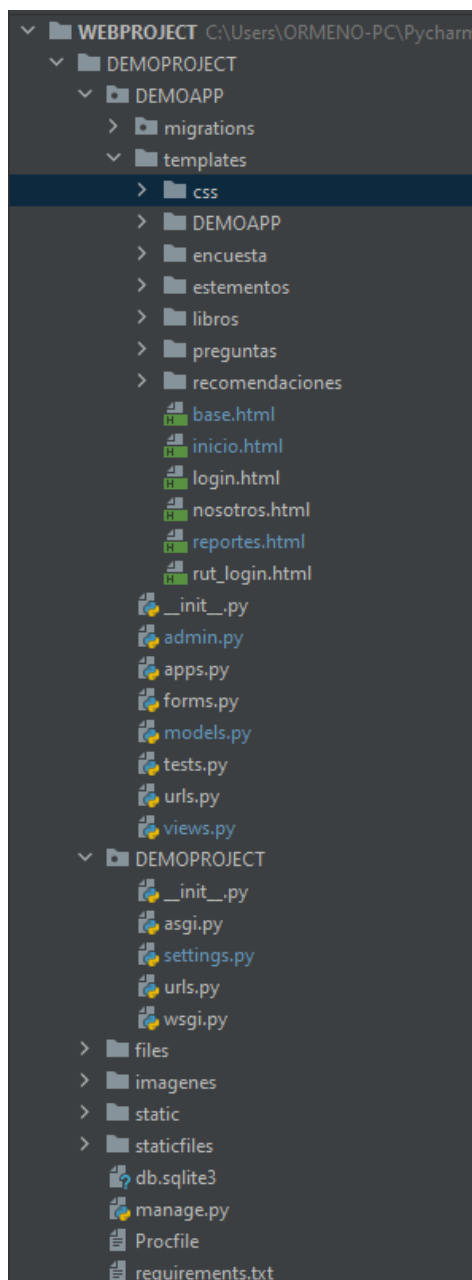 WEBPROJECT C:\Users\ORMENO-PC\Pycharm
DEMOPROJECT
DEMOAPP
migrations
templates
css
DEMOAPP
encuesta
estementos
libros
preguntas
recomendaciones
base.html
inicio.html
login.html
nosotros.html
reportes.html
rut_login.html
__init__.py
admin.py
apps.py
forms.py
models.py
tests.py
urls.py
views.py
DEMOPROJECT
__init__.py
asgi.py
settings.py
urls.py
wsgi.py
files
imagenes
static
staticfiles
db.sqlite3
manage.py
Procfile
requirements.txt